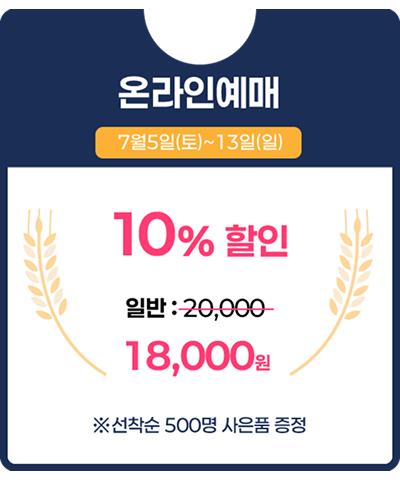 온라인예매
7월5일(토)~13일(일)
10% 할인
일반 : 20,000
18,000원
※선착순 500명 사은품 증정